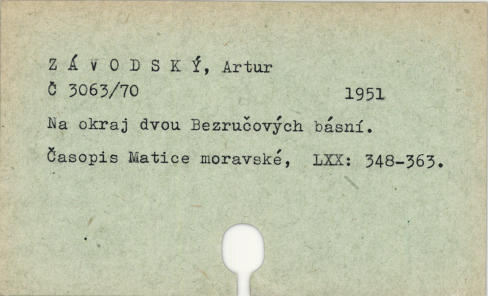 Z Á V O D S K Ý, Artur
Č 3063/70 1951
Na okraj dvou Bezručových básní.
Časopis Matice moravské, LXX: 348-363.